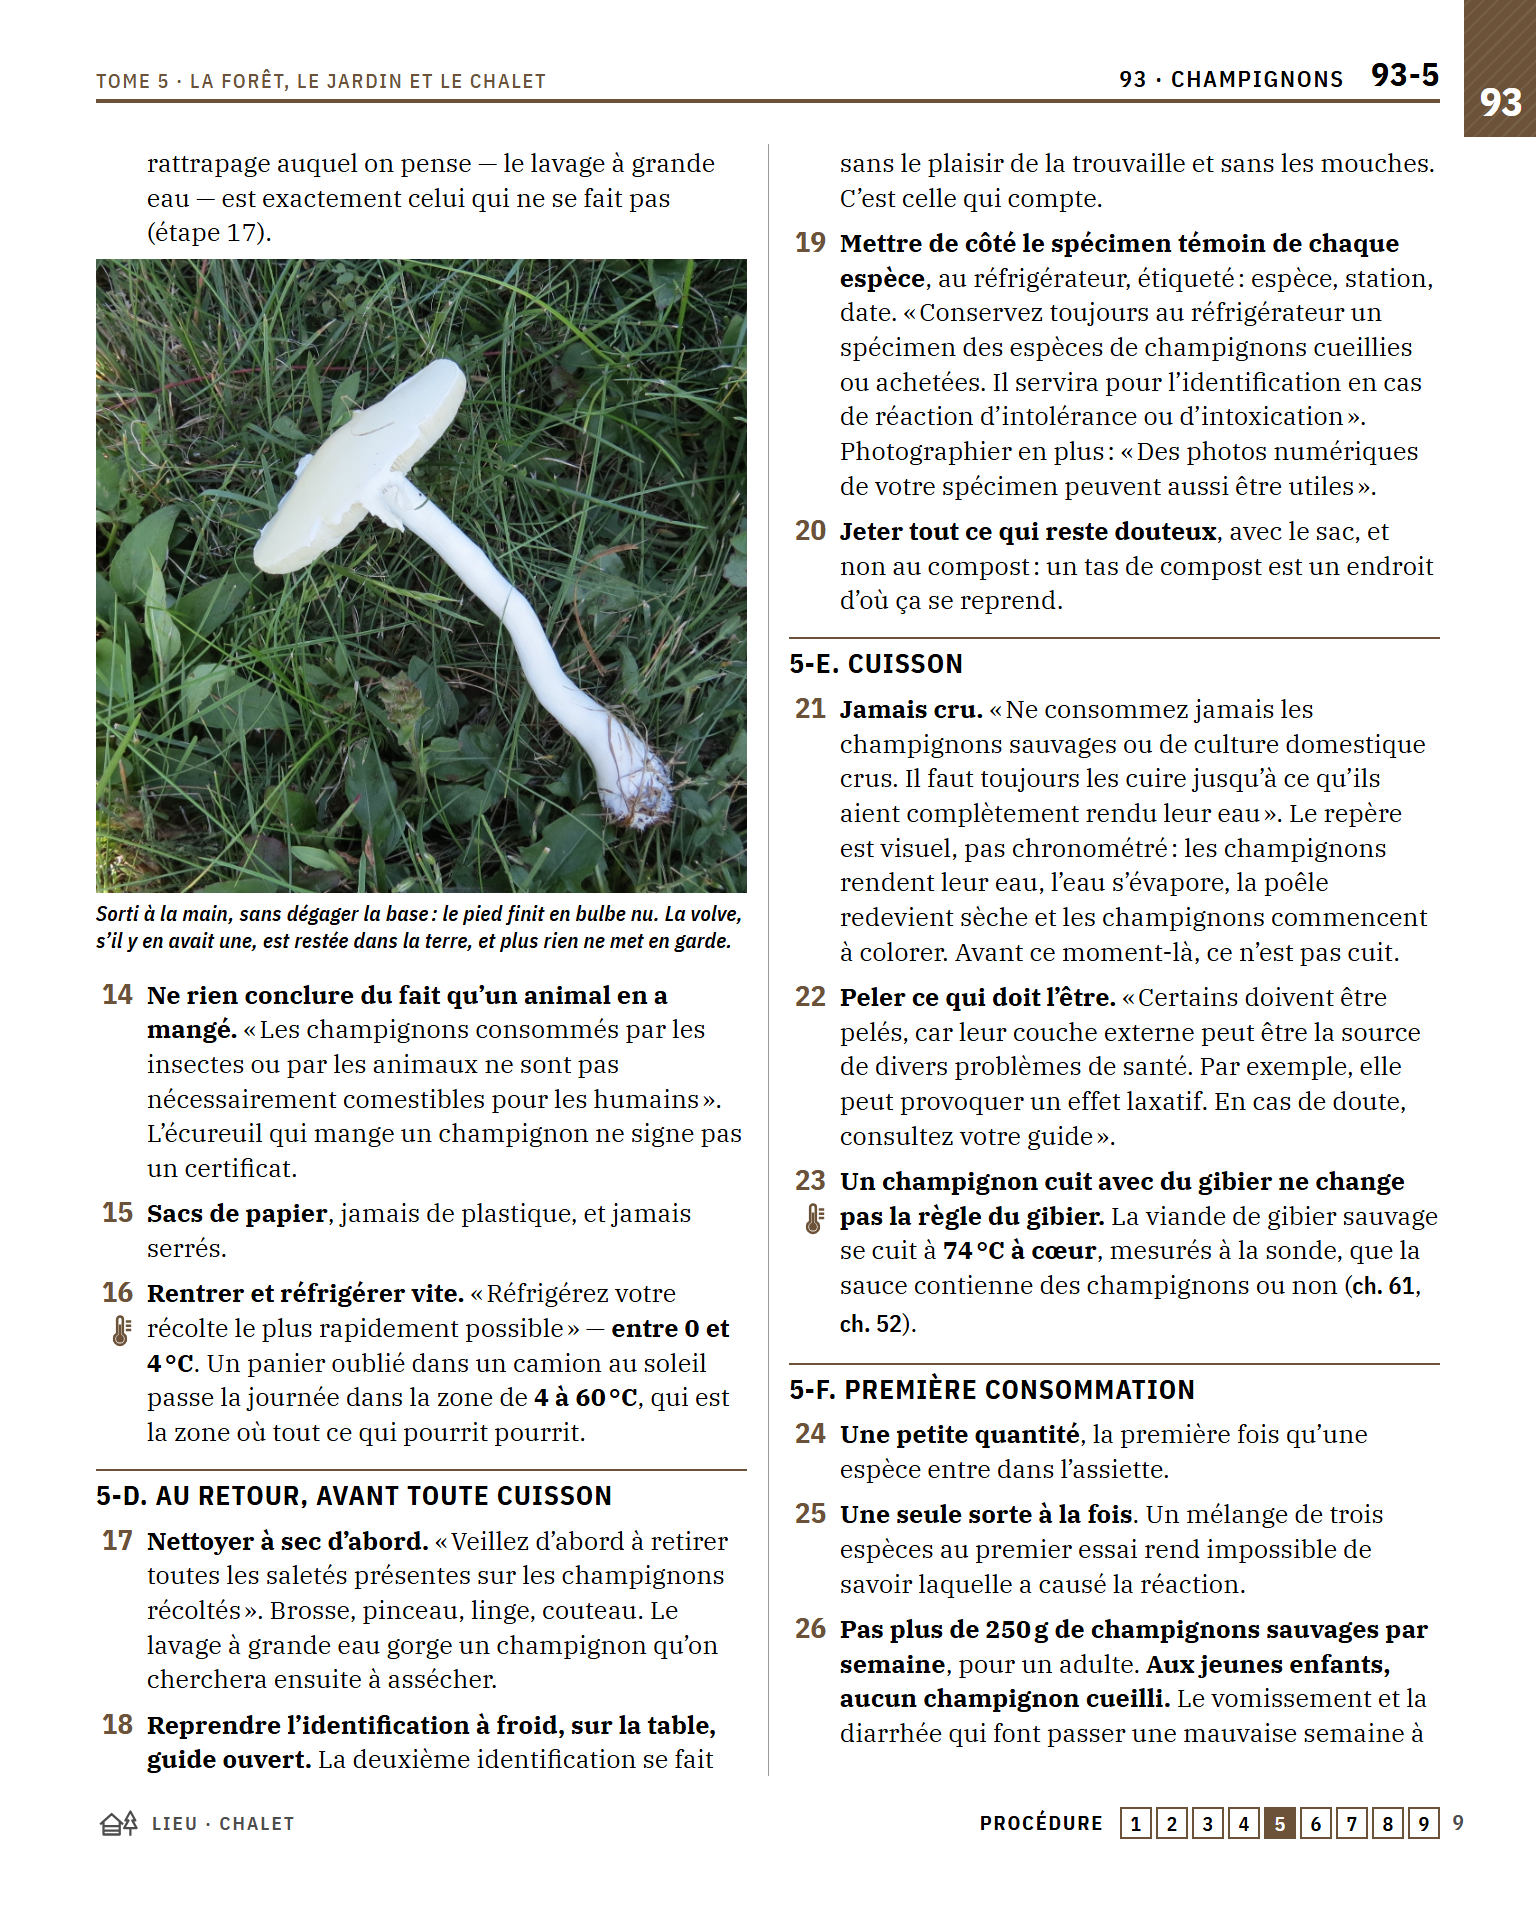 TOME 5 · LA FORÊT, LE JARDIN ET LE CHALET
93 · CHAMPIGNONS 93-5
93
rattrapage auquel on pense — le lavage à grande
eau — est exactement celui qui ne se fait pas
(étape 17).
Sorti à la main, sans dégager la base : le pied finit en bulbe nu. La volve,
s’il y en avait une, est restée dans la terre, et plus rien ne met en garde.
14 Ne rien conclure du fait qu’un animal en a
mangé. « Les champignons consommés par les
insectes ou par les animaux ne sont pas
nécessairement comestibles pour les humains ».
L’écureuil qui mange un champignon ne signe pas
un certificat.
15 Sacs de papier, jamais de plastique, et jamais
serrés.
16 Rentrer et réfrigérer vite. « Réfrigérez votre
récolte le plus rapidement possible » — entre 0 et
4 °C. Un panier oublié dans un camion au soleil
passe la journée dans la zone de 4 à 60 °C, qui est
la zone où tout ce qui pourrit pourrit.
5-D. AU RETOUR, AVANT TOUTE CUISSON
17 Nettoyer à sec d’abord. « Veillez d’abord à retirer
toutes les saletés présentes sur les champignons
récoltés ». Brosse, pinceau, linge, couteau. Le
lavage à grande eau gorge un champignon qu’on
cherchera ensuite à assécher.
18 Reprendre l’identification à froid, sur la table,
guide ouvert. La deuxième identification se fait
sans le plaisir de la trouvaille et sans les mouches.
C’est celle qui compte.
19 Mettre de côté le spécimen témoin de chaque
espèce, au réfrigérateur, étiqueté : espèce, station,
date. « Conservez toujours au réfrigérateur un
spécimen des espèces de champignons cueillies
ou achetées. Il servira pour l’identification en cas
de réaction d’intolérance ou d’intoxication ».
Photographier en plus : « Des photos numériques
de votre spécimen peuvent aussi être utiles ».
20 Jeter tout ce qui reste douteux, avec le sac, et
non au compost : un tas de compost est un endroit
d’où ça se reprend.
5-E. CUISSON
21 Jamais cru. « Ne consommez jamais les
champignons sauvages ou de culture domestique
crus. Il faut toujours les cuire jusqu’à ce qu’ils
aient complètement rendu leur eau ». Le repère
est visuel, pas chronométré : les champignons
rendent leur eau, l’eau s’évapore, la poêle
redevient sèche et les champignons commencent
à colorer. Avant ce moment-là, ce n’est pas cuit.
22 Peler ce qui doit l’être. « Certains doivent être
pelés, car leur couche externe peut être la source
de divers problèmes de santé. Par exemple, elle
peut provoquer un effet laxatif. En cas de doute,
consultez votre guide ».
23 Un champignon cuit avec du gibier ne change
pas la règle du gibier. La viande de gibier sauvage
se cuit à 74 °C à cœur, mesurés à la sonde, que la
sauce contienne des champignons ou non (ch. 61,
ch. 52).
5-F. PREMIÈRE CONSOMMATION
24 Une petite quantité, la première fois qu’une
espèce entre dans l’assiette.
25 Une seule sorte à la fois. Un mélange de trois
espèces au premier essai rend impossible de
savoir laquelle a causé la réaction.
26 Pas plus de 250 g de champignons sauvages par
semaine, pour un adulte. Aux jeunes enfants,
aucun champignon cueilli. Le vomissement et la
diarrhée qui font passer une mauvaise semaine à
LIEU · CHALET
PROCÉDURE 1 2 3 4 5 6 7 8 9 9